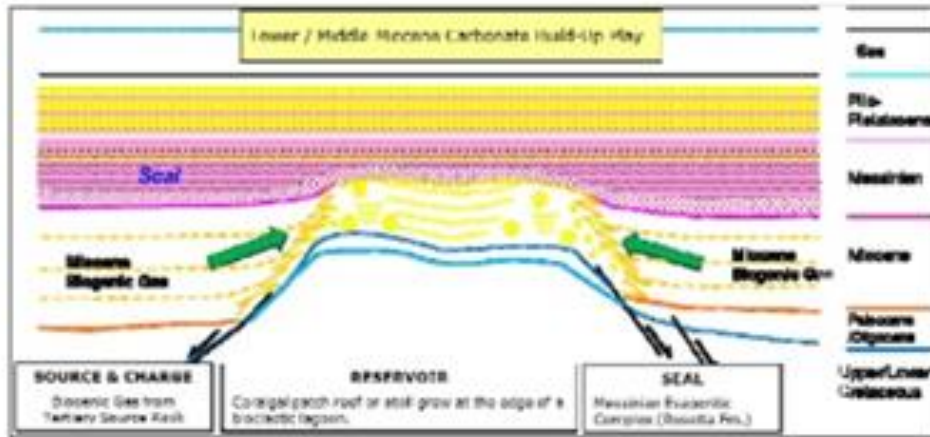 Lower / Middle Miocene Carbonate Build-Up Play
Sea
Plio-
Pleistocene
Seal
Messinian
Miocene
Biogenic Gas
Miocene
Biogenic Gas
Miocene
Upper/Lower
Cretaceous
SOURCE & CHARGE
Biogenic Gas from
Tertiary Source Rock
RESERVOIR
Coralgal patch reef or atoll grow at the edge of a
bioclastic lagoon.
SEAL
Messinian Evaporitic
Complex (Rosetta Fm.)